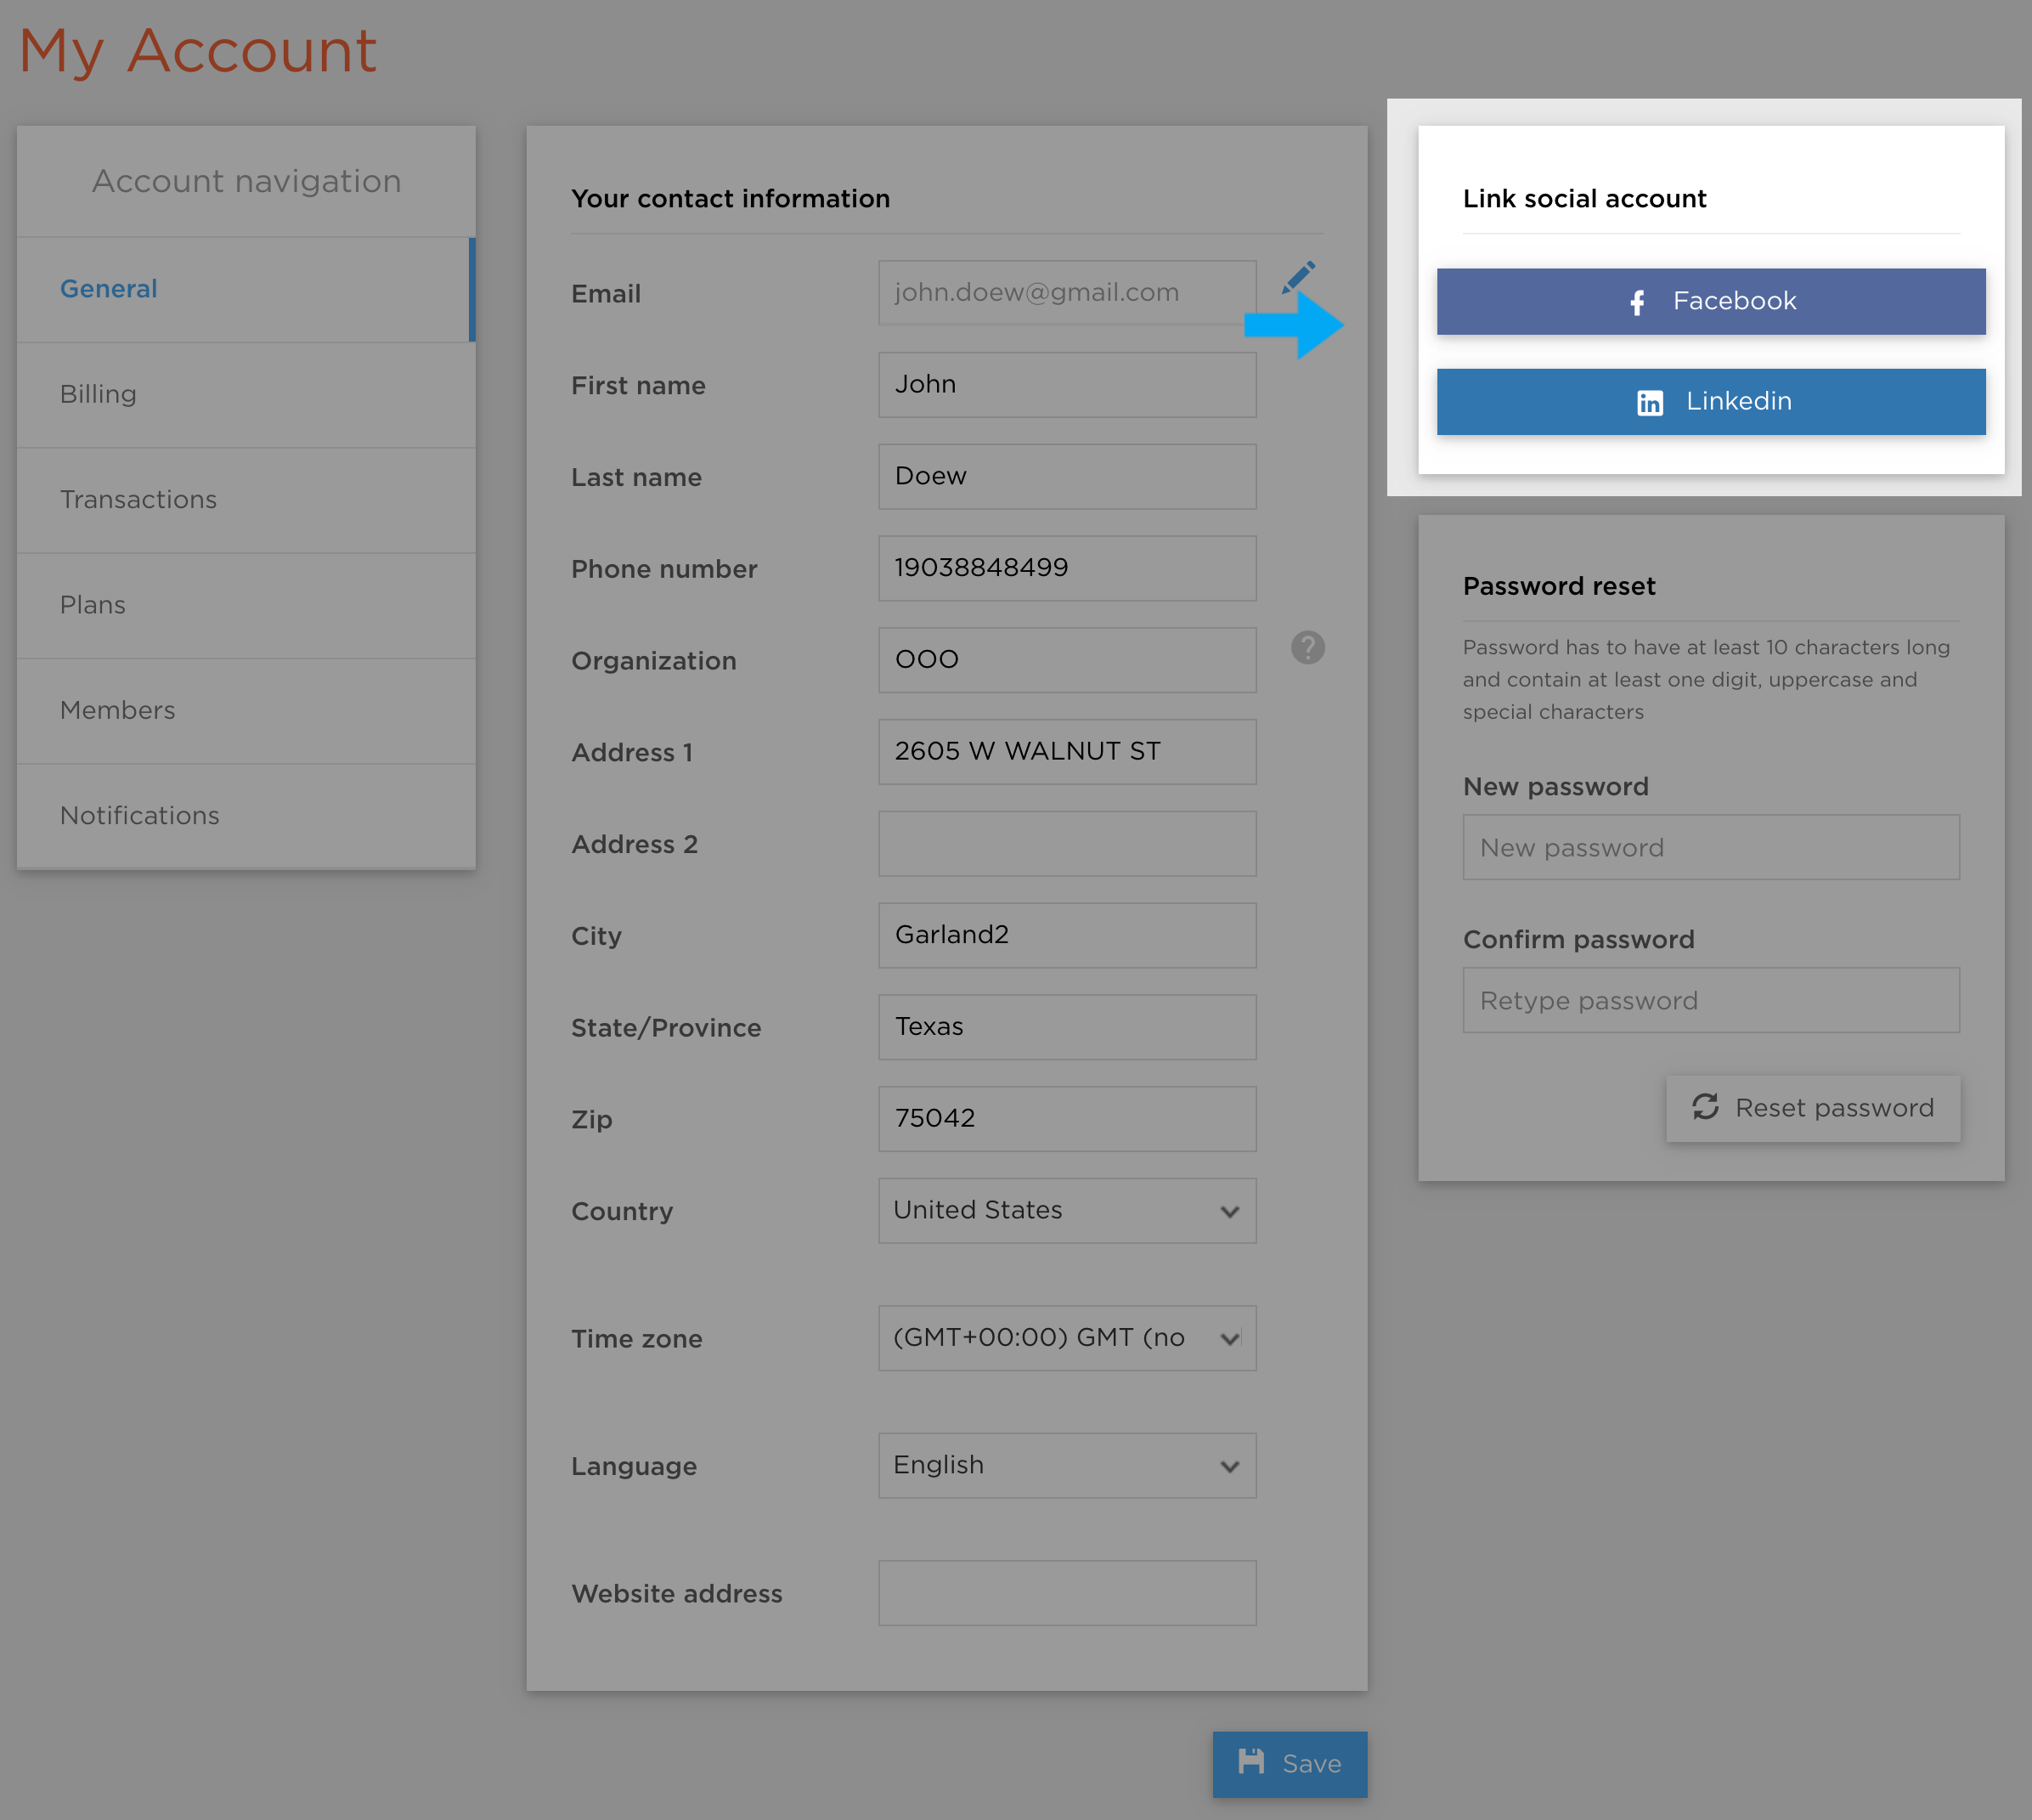 My Account
Account navigation
General
Billing
Transactions
Plans
Members
Notifications
Your contact information
Email john.doew@gmail.com
First name John
Last name Doew
Phone number 19038848499
Organization OOO ?
Address 1 2605 W WALNUT ST
Address 2
City Garland2
State/Province Texas
Zip 75042
Country United States
Time zone (GMT+00:00) GMT (no
Language English
Website address
Save
Link social account
f Facebook
in Linkedin
Password reset
Password has to have at least 10 characters long
and contain at least one digit, uppercase and
special characters
New password
New password
Confirm password
Retype password
Reset password